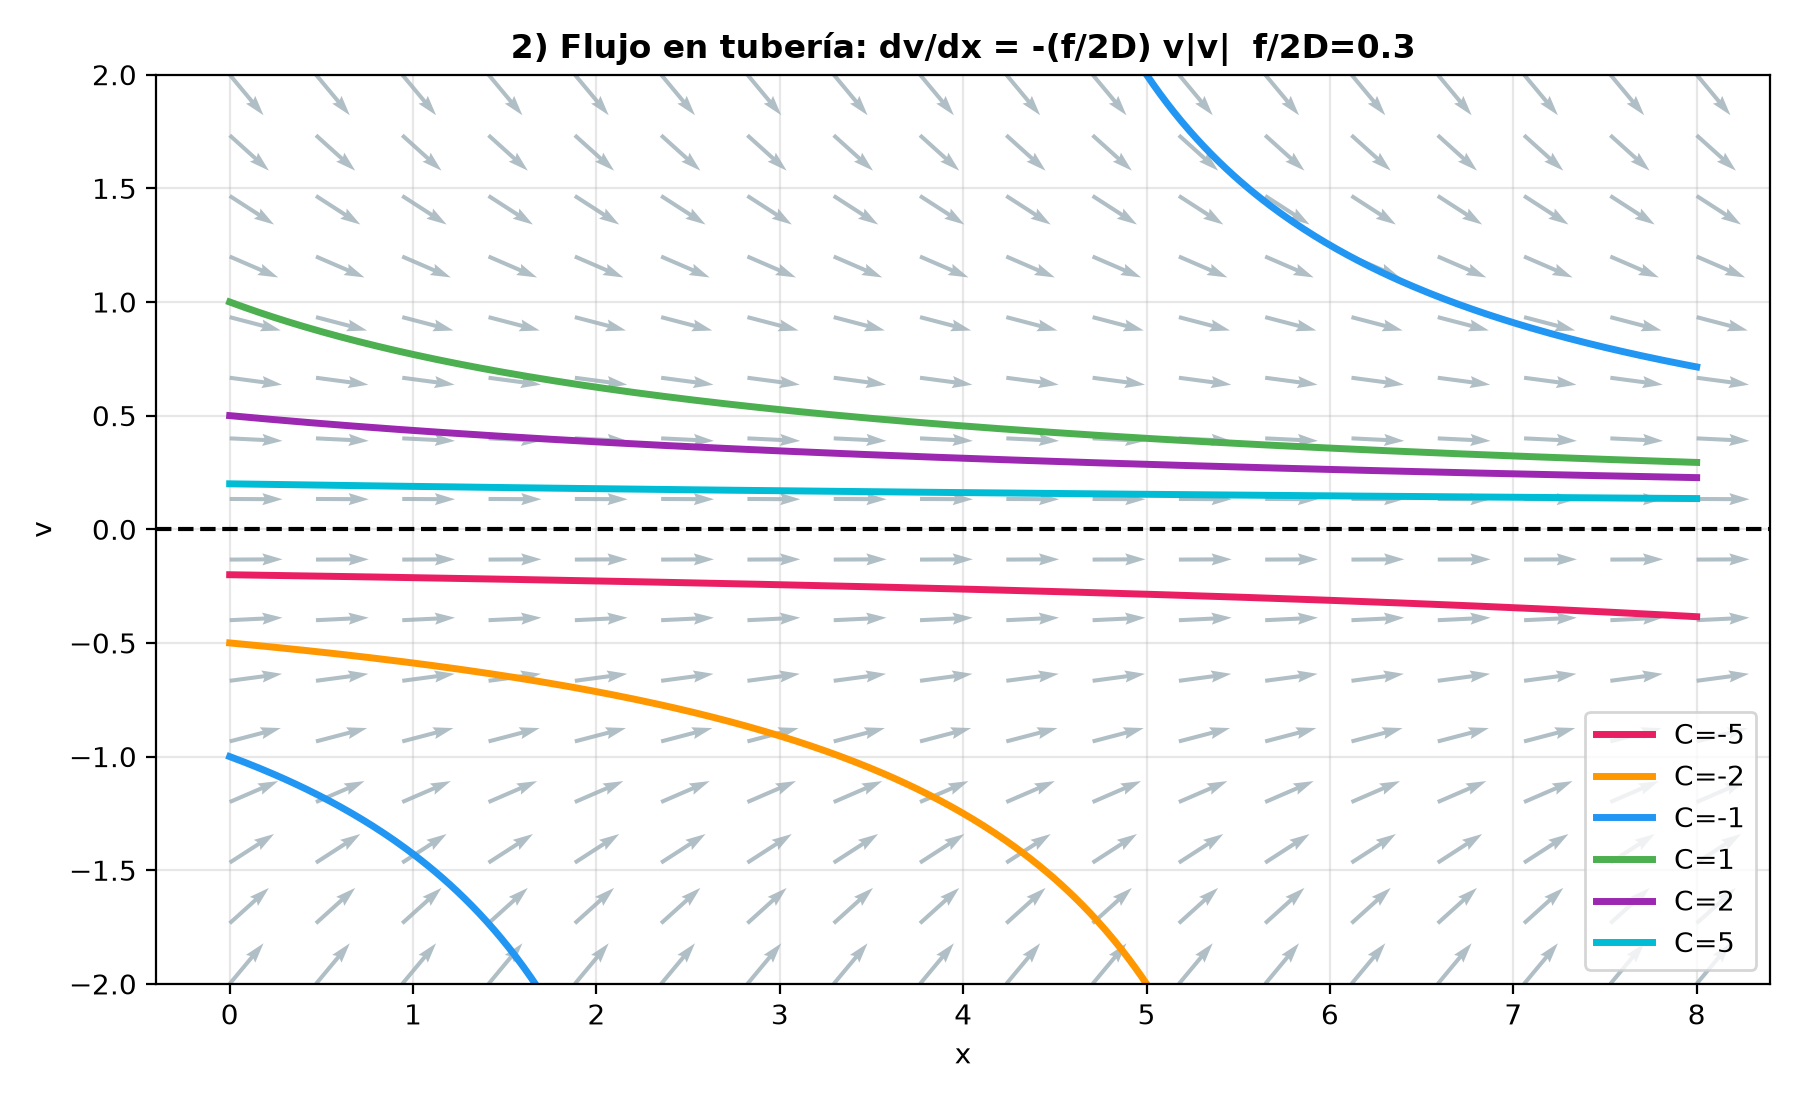 2) Flujo en tubería: dv/dx = -(f/2D) v|v|  f/2D=0.3
2.0
1.5
1.0
0.5
0.0
−0.5
−1.0
−1.5
−2.0
v
C=-5
C=-2
C=-1
C=1
C=2
C=5
0 1 2 3 4 5 6 7 8
x